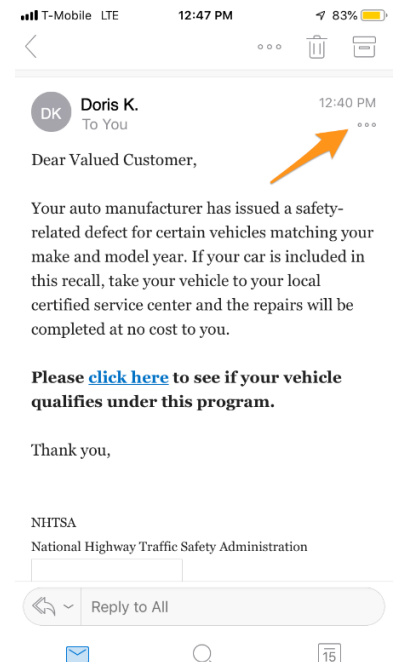 T-Mobile LTE 12:47 PM 83%
DK
Doris K. 12:40 PM
To You
Dear Valued Customer,
Your auto manufacturer has issued a safety-
related defect for certain vehicles matching your
make and model year. If your car is included in
this recall, take your vehicle to your local
certified service center and the repairs will be
completed at no cost to you.
Please click here to see if your vehicle
qualifies under this program.
Thank you,
NHTSA
National Highway Traffic Safety Administration
Reply to All
15